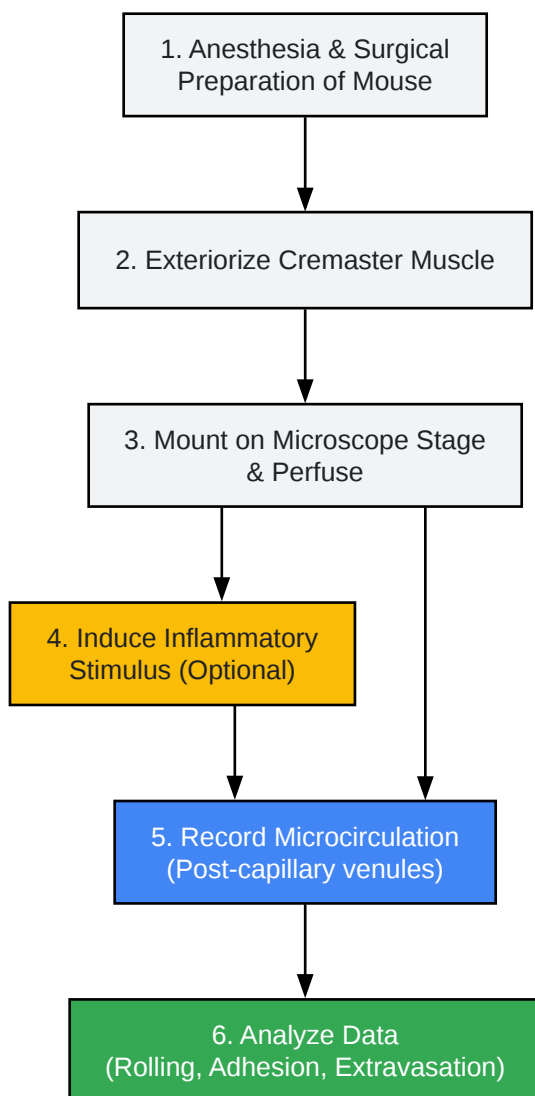 1. Anesthesia & Surgical
Preparation of Mouse
2. Exteriorize Cremaster Muscle
3. Mount on Microscope Stage
& Perfuse
4. Induce Inflammatory
Stimulus (Optional)
5. Record Microcirculation
(Post-capillary venules)
6. Analyze Data
(Rolling, Adhesion, Extravasation)